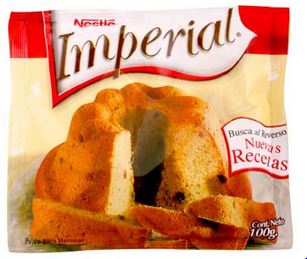 Nestlé
Imperial®
Busca al Reverso
Nuevas
Recetas
Polvo para Hornear
Cont. Neto
100g.